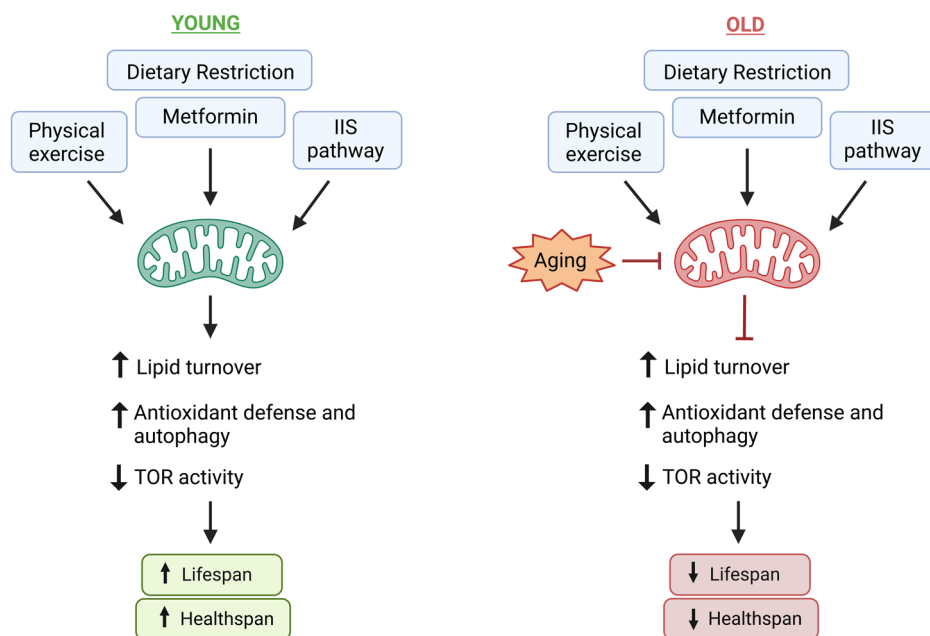 YOUNG
Dietary Restriction
Metformin
Physical
exercise
IIS
pathway
↑ Lipid turnover
↑ Antioxidant defense and
autophagy
↓ TOR activity
↑ Lifespan
↑ Healthspan
OLD
Dietary Restriction
Metformin
Physical
exercise
IIS
pathway
Aging
↑ Lipid turnover
↑ Antioxidant defense and
autophagy
↓ TOR activity
↓ Lifespan
↓ Healthspan